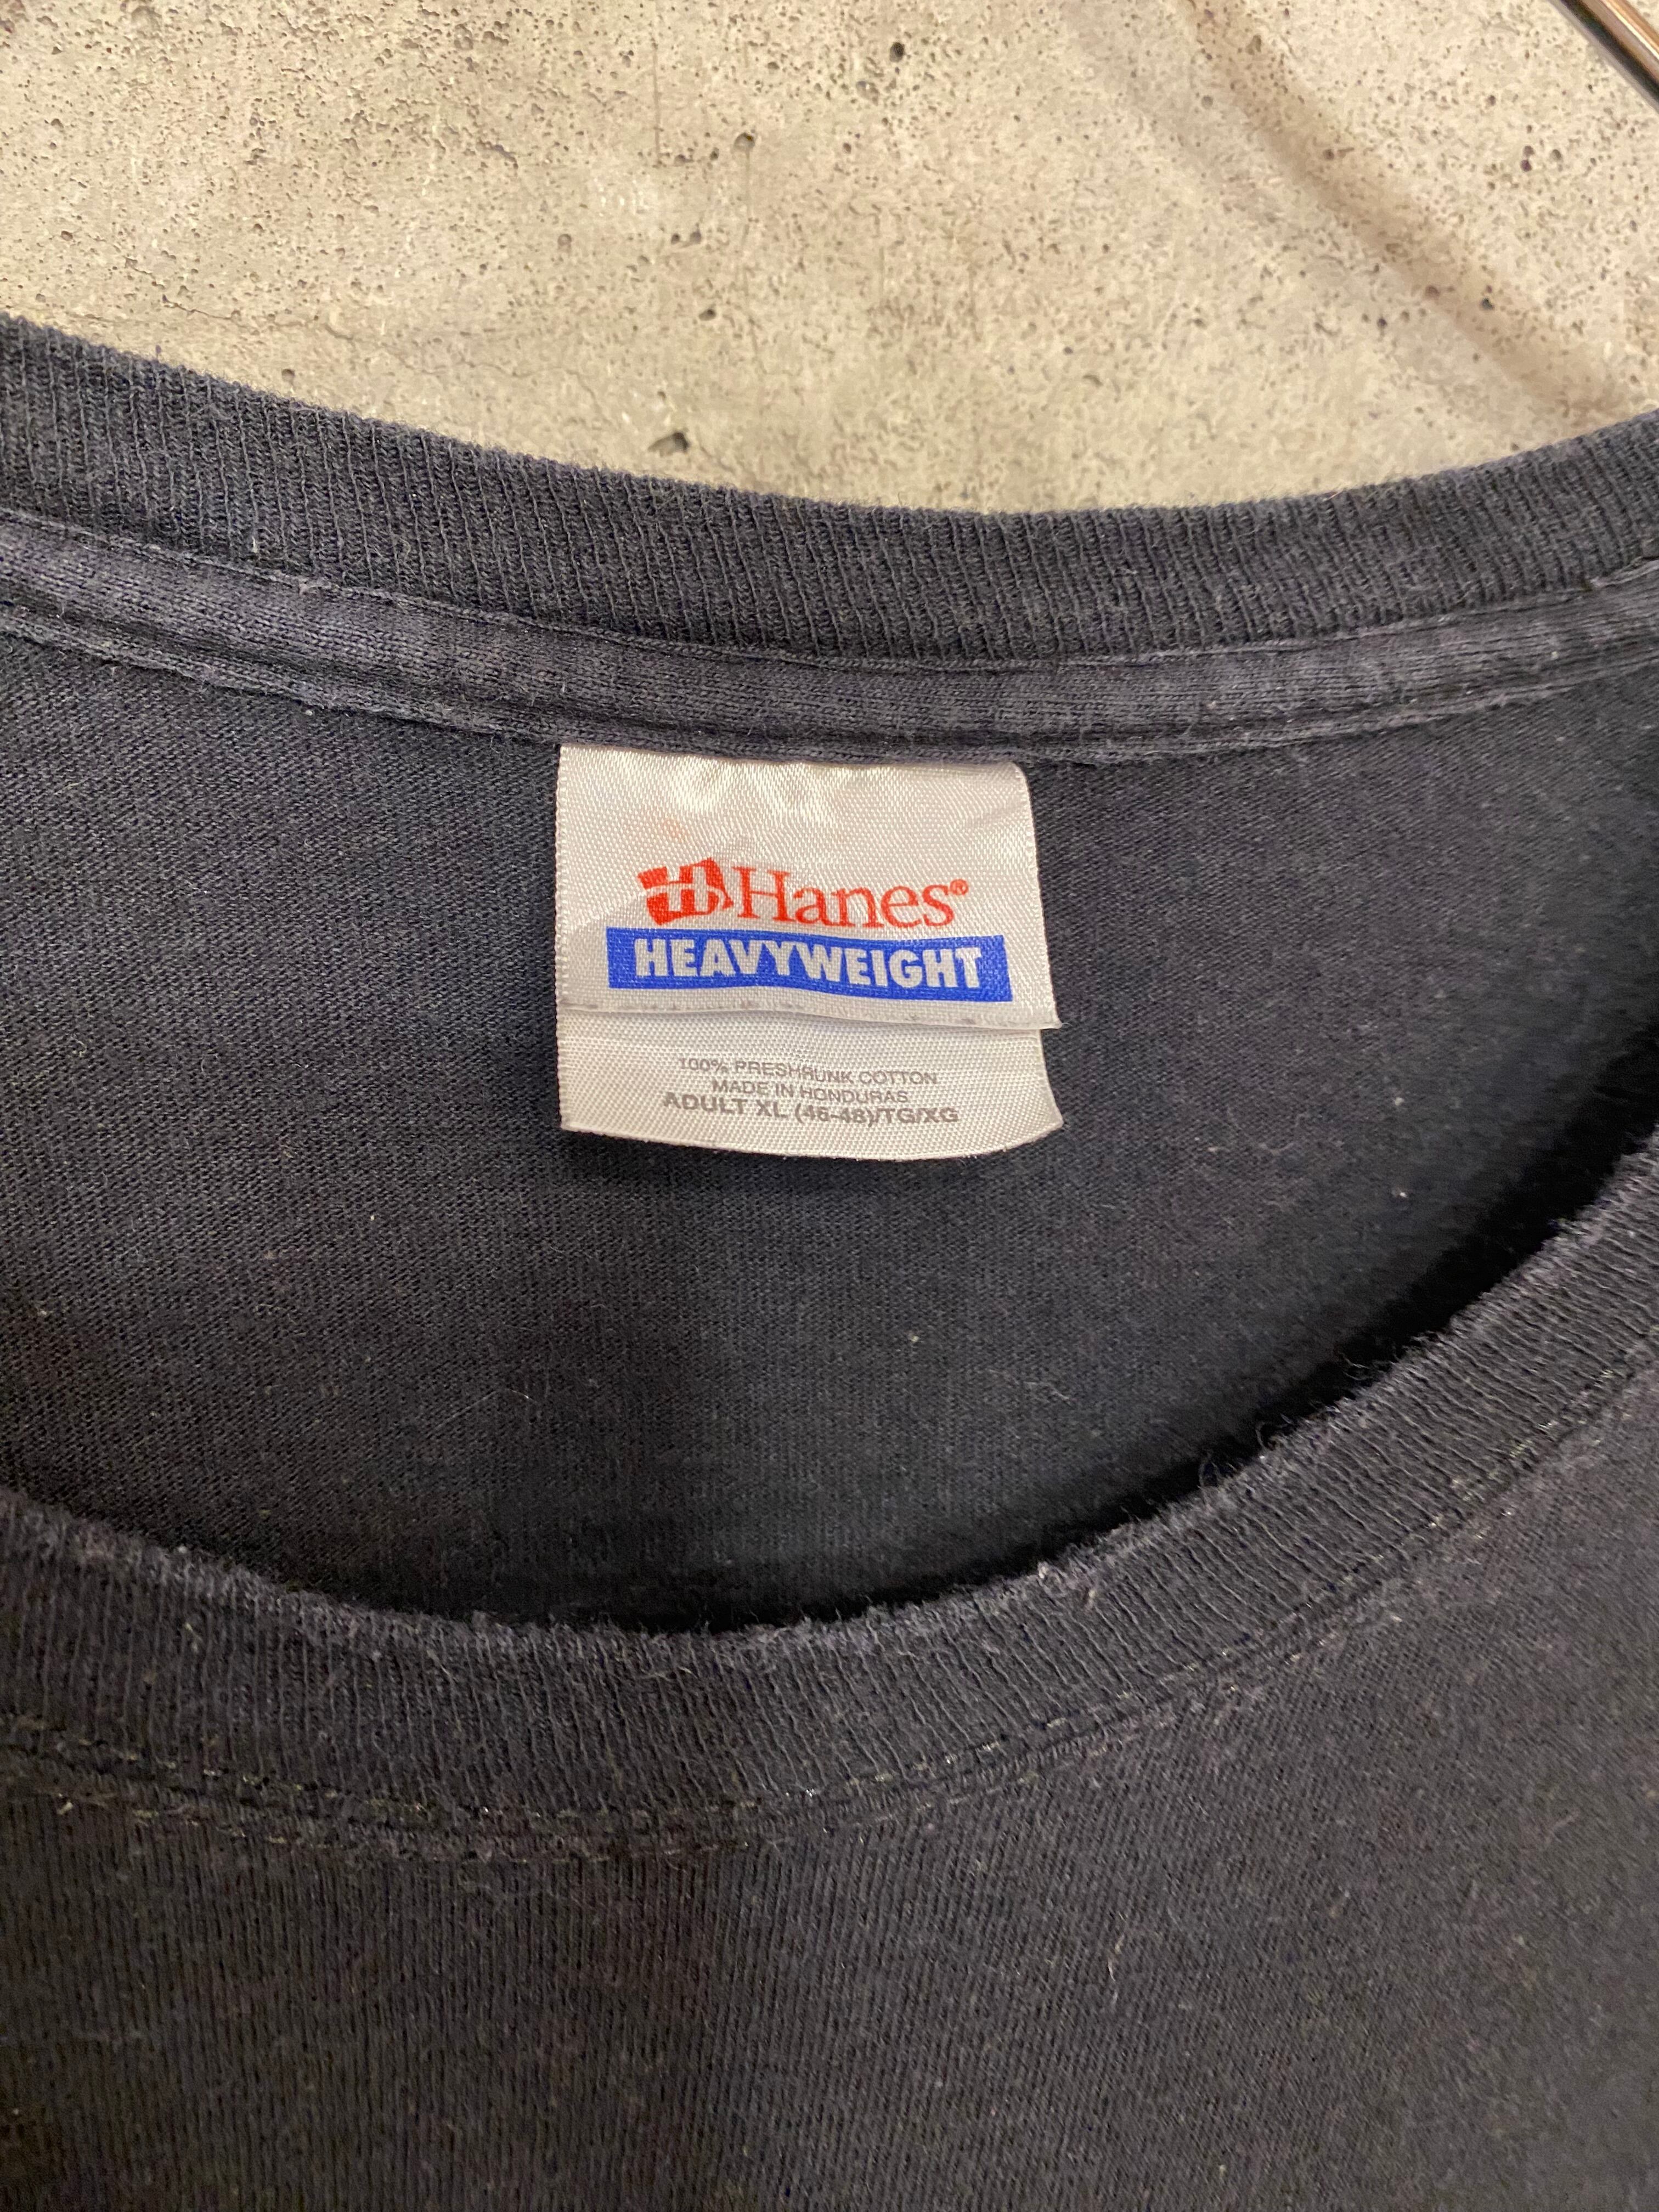 Hanes®
HEAVYWEIGHT
100% PRESHRUNK COTTON
MADE IN HONDURAS
ADULT XL (46-48)/TG/XG